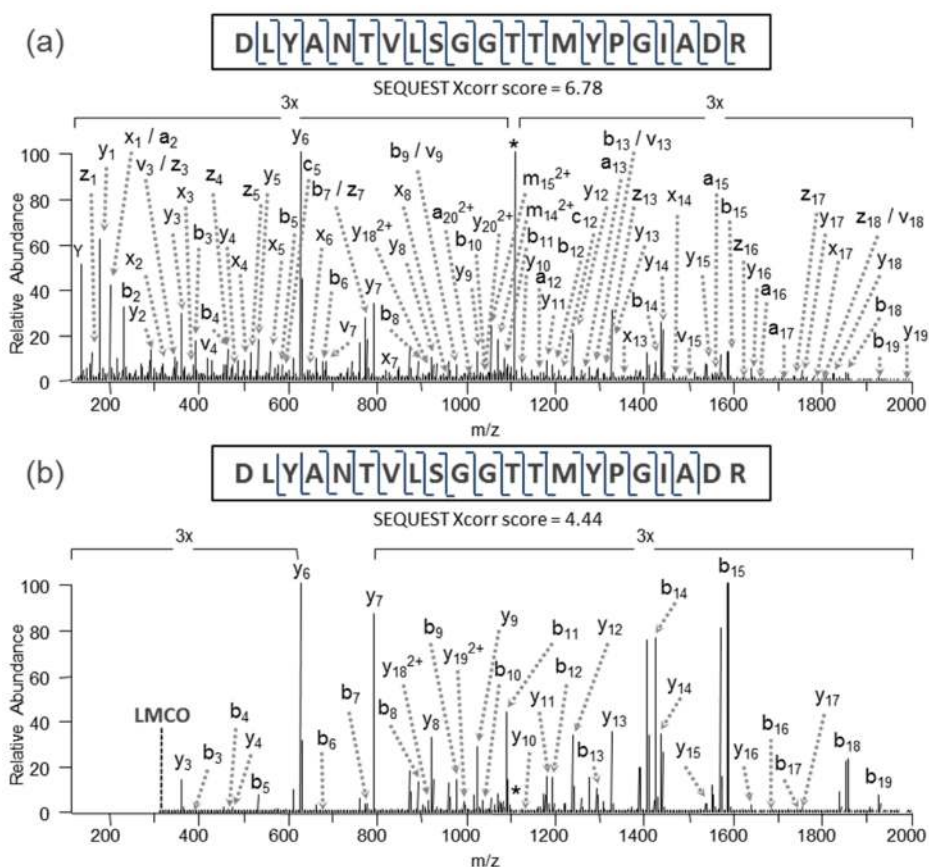 (a)
DLYANTVLSGGTTMYPGIADR
SEQUEST Xcorr score = 6.78
3x
3x
Relative Abundance
100
80
60
40
20
0
Y
z1
y1
x1 / a2
v3 / z3
x2
b2
y2
y3
x3
b3
b4
v4
z4
y4
x4
z5
y5
x5
b5
y6
c5
x6
b6
v7
b7 / z7
y7
x7
b8
y18 2+
y8
x8
b9 / v9
a20 2+
b10
y9
y20 2+
*
m15 2+
m14 2+
b11
y10
a12
y11
b12
c12
y12
a13
b13 / v13
z13
y13
x13
b14
y14
x14
v15
y15
a15
b15
z16
y16
a16
a17
z17
y17
x17
z18 / v18
y18
b18
b19
y19
200
400
600
800
1000
1200
1400
1600
1800
2000
m/z
(b)
DLYANTVLSGGTTMYPGIADR
SEQUEST Xcorr score = 4.44
3x
3x
Relative Abundance
100
80
60
40
20
0
LMCO
y3
b3
b4
y4
b5
y6
b6
b7
y7
b8
y18 2+
b9
y8
y19 2+
y9
b10
b11
*
y10
y11
b12
y12
b13
y13
b14
y14
y15
b15
y16
b16
b17
y17
b18
b19
200
400
600
800
1000
1200
1400
1600
1800
2000
m/z